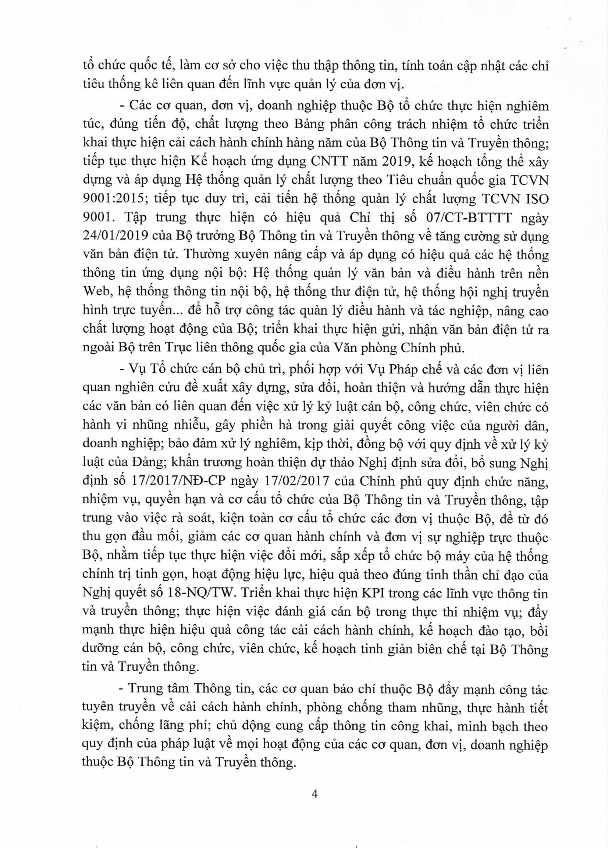 tổ chức quốc tế, làm cơ sở cho việc thu thập thông tin, tính toán cập nhật các chỉ
tiêu thống kê liên quan đến lĩnh vực quản lý của đơn vị.
- Các cơ quan, đơn vị, doanh nghiệp thuộc Bộ tổ chức thực hiện nghiêm
túc, đúng tiến độ, chất lượng theo Bảng phân công trách nhiệm tổ chức triển
khai thực hiện cải cách hành chính hàng năm của Bộ Thông tin và Truyền thông;
tiếp tục thực hiện Kế hoạch ứng dụng CNTT năm 2019, kế hoạch tổng thể xây
dựng và áp dụng Hệ thống quản lý chất lượng theo Tiêu chuẩn quốc gia TCVN
9001:2015; tiếp tục duy trì, cải tiến hệ thống quản lý chất lượng TCVN ISO
9001. Tập trung thực hiện có hiệu quả Chỉ thị số 07/CT-BTTTT ngày
24/01/2019 của Bộ trưởng Bộ Thông tin và Truyền thông về tăng cường sử dụng
văn bản điện tử. Thường xuyên nâng cấp và áp dụng có hiệu quả các hệ thống
thông tin ứng dụng nội bộ: Hệ thống quản lý văn bản và điều hành trên nền
Web, hệ thống thông tin nội bộ, hệ thống thư điện tử, hệ thống hội nghị truyền
hình trực tuyến... để hỗ trợ công tác quản lý điều hành và tác nghiệp, nâng cao
chất lượng hoạt động của Bộ; triển khai thực hiện gửi, nhận văn bản điện tử ra
ngoài Bộ trên Trục liên thông quốc gia của Văn phòng Chính phủ.
- Vụ Tổ chức cán bộ chủ trì, phối hợp với Vụ Pháp chế và các đơn vị liên
quan nghiên cứu đề xuất xây dựng, sửa đổi, hoàn thiện và hướng dẫn thực hiện
các văn bản có liên quan đến việc xử lý kỷ luật cán bộ, công chức, viên chức có
hành vi nhũng nhiễu, gây phiền hà trong giải quyết công việc của người dân,
doanh nghiệp; bảo đảm xử lý nghiêm, kịp thời, đồng bộ với quy định về xử lý kỷ
luật của Đảng; khẩn trương hoàn thiện dự thảo Nghị định sửa đổi, bổ sung Nghị
định số 17/2017/NĐ-CP ngày 17/02/2017 của Chính phủ quy định chức năng,
nhiệm vụ, quyền hạn và cơ cấu tổ chức của Bộ Thông tin và Truyền thông, tập
trung vào việc rà soát, kiện toàn cơ cấu tổ chức các đơn vị thuộc Bộ, để từ đó
thu gọn đầu mối, giảm các cơ quan hành chính và đơn vị sự nghiệp trực thuộc
Bộ, nhằm tiếp tục thực hiện việc đổi mới, sắp xếp tổ chức bộ máy của hệ thống
chính trị tinh gọn, hoạt động hiệu lực, hiệu quả theo đúng tinh thần chỉ đạo của
Nghị quyết số 18-NQ/TW. Triển khai thực hiện KPI trong các lĩnh vực thông tin
và truyền thông; thực hiện việc đánh giá cán bộ trong thực thi nhiệm vụ; đẩy
mạnh thực hiện hiệu quả công tác cải cách hành chính, kế hoạch đào tạo, bồi
dưỡng cán bộ, công chức, viên chức, kế hoạch tinh giản biên chế tại Bộ Thông
tin và Truyền thông.
- Trung tâm Thông tin, các cơ quan báo chí thuộc Bộ đẩy mạnh công tác
tuyên truyền về cải cách hành chính, phòng chống tham nhũng, thực hành tiết
kiệm, chống lãng phí; chủ động cung cấp thông tin công khai, minh bạch theo
quy định của pháp luật về mọi hoạt động của các cơ quan, đơn vị, doanh nghiệp
thuộc Bộ Thông tin và Truyền thông.
4